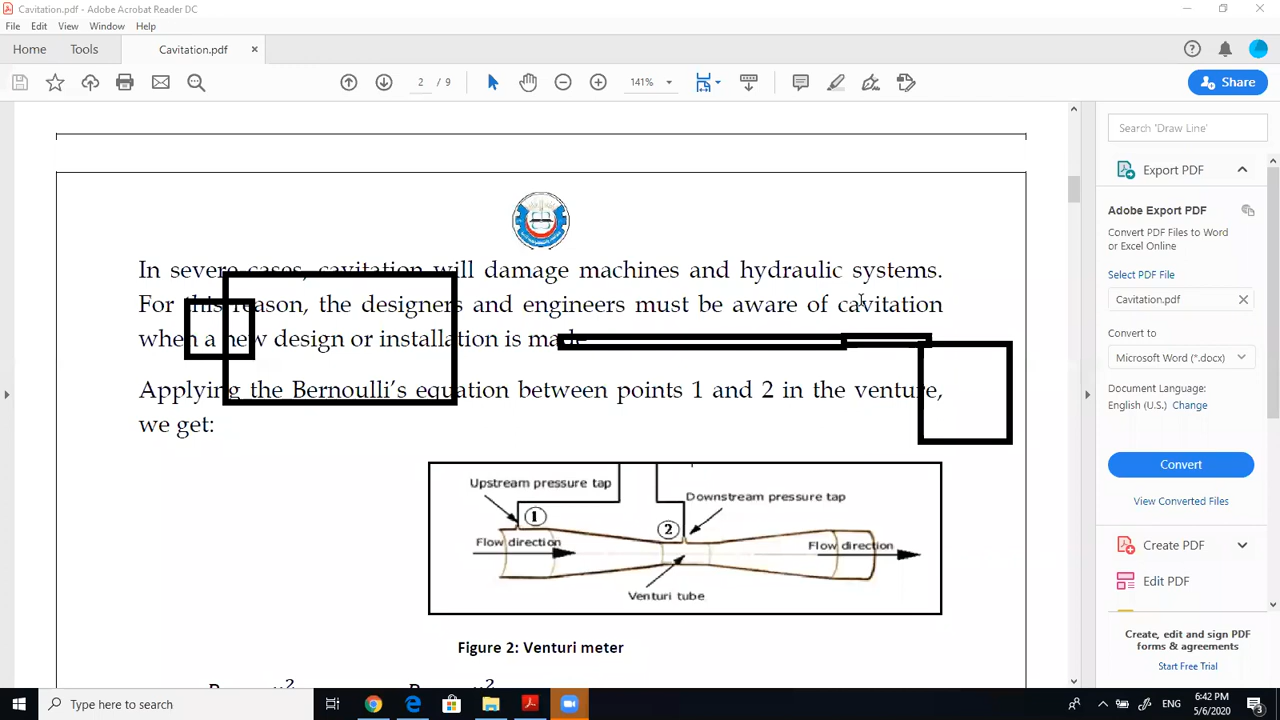 Cavitation.pdf - Adobe Acrobat Reader DC
File Edit View Window Help
Home Tools Cavitation.pdf ×
2 / 9 141% Share
Search 'Draw Line'
Export PDF
Adobe Export PDF
Convert PDF Files to Word
or Excel Online
Select PDF File
Cavitation.pdf
Convert to
Microsoft Word (*.docx)
Document Language:
English (U.S.) Change
Convert
View Converted Files
Create PDF
Edit PDF
Create, edit and sign PDF
forms & agreements
Start Free Trial
In severe cases, cavitation will damage machines and hydraulic systems.
For this reason, the designers and engineers must be aware of cavitation
when a new design or installation is made
Applying the Bernoulli's equation between points 1 and 2 in the venture,
we get:
Upstream pressure tap
Downstream pressure tap
1
2
Flow direction
Flow direction
Venturi tube
Figure 2: Venturi meter
Type here to search
ENG
6:42 PM
5/6/2020
3